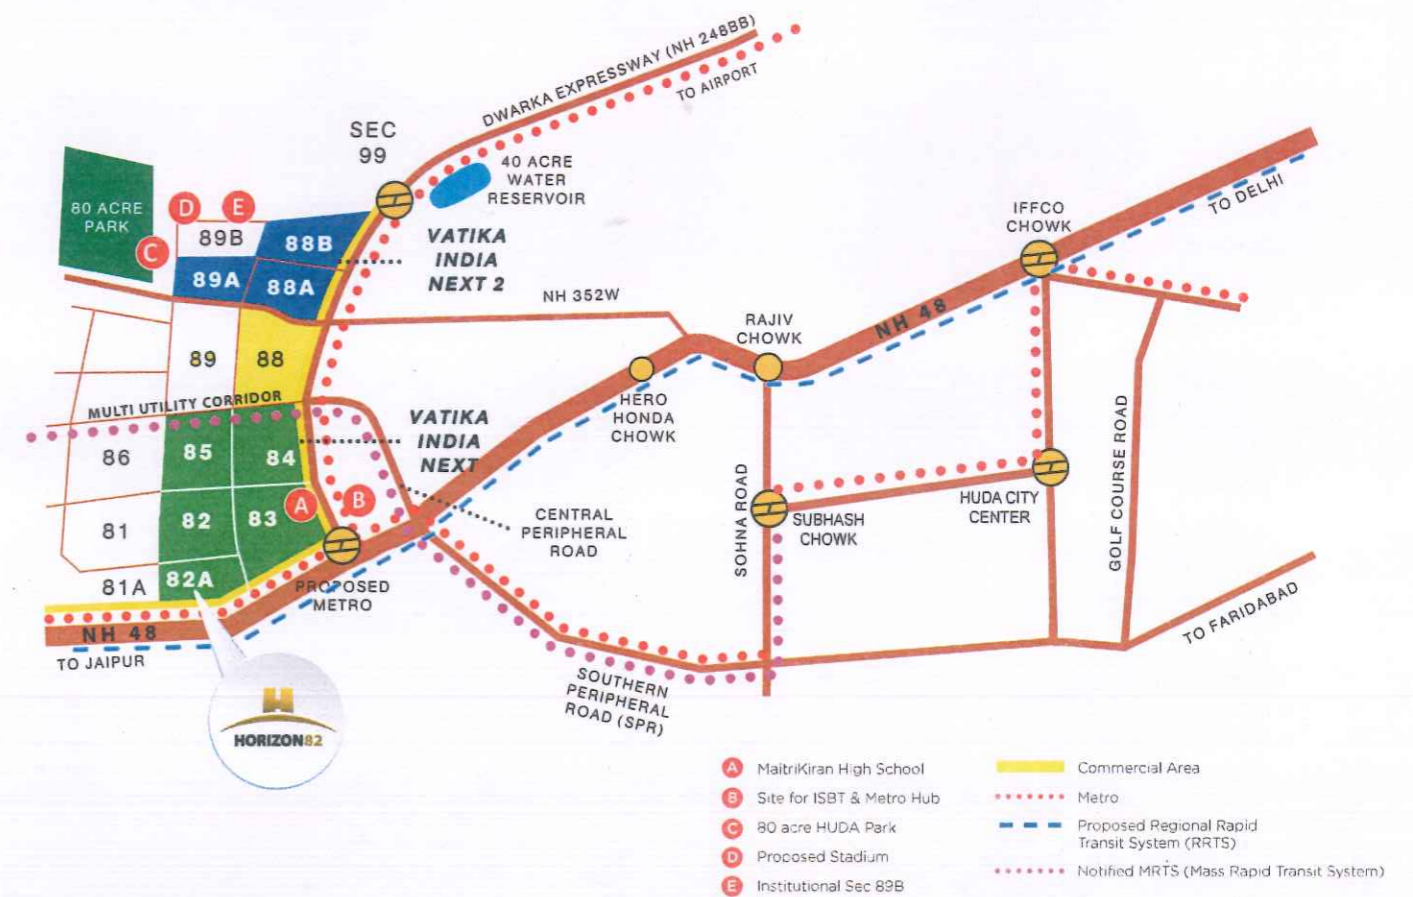 DWARKA EXPRESSWAY (NH 248BB)
TO AIRPORT
SEC
99
40 ACRE
WATER
RESERVOIR
80 ACRE
PARK
D
E
C
89B
88B
89A
88A
VATIKA
INDIA
NEXT 2
IFFCO
CHOWK
TO DELHI
NH 352W
RAJIV
CHOWK
NH 48
89
88
HERO
HONDA
CHOWK
MULTI UTILITY CORRIDOR
VATIKA
INDIA
NEXT
86
85
84
81
82
83
A
B
81A
82A
CENTRAL
PERIPHERAL
ROAD
SOHNA ROAD
SUBHASH
CHOWK
HUDA CITY
CENTER
GOLF COURSE ROAD
PROPOSED
METRO
NH 48
TO JAIPUR
TO FARIDABAD
SOUTHERN
PERIPHERAL
ROAD (SPR)
H
HORIZON82
A MaitriKiran High School
B Site for ISBT & Metro Hub
C 80 acre HUDA Park
D Proposed Stadium
E Institutional Sec 89B
Commercial Area
Metro
Proposed Regional Rapid
Transit System (RRTS)
Notified MRTS (Mass Rapid Transit System)